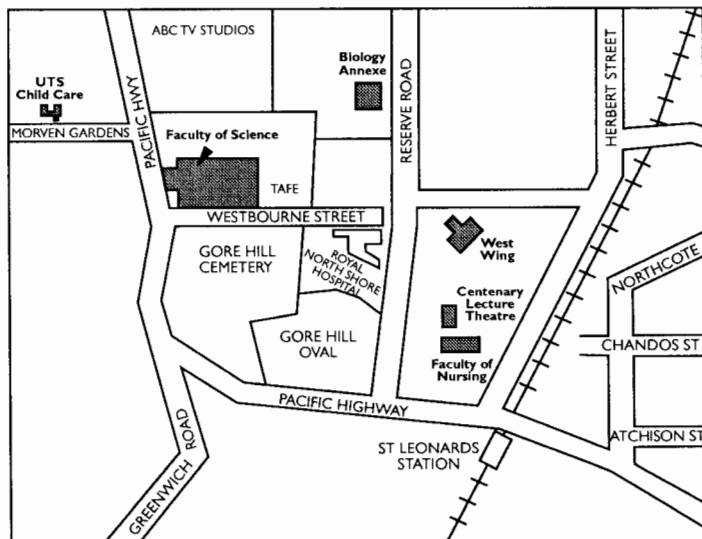 ABC TV STUDIOS
UTS
Child Care
MORVEN GARDENS
PACIFIC HWY
Biology
Annexe
RESERVE ROAD
HERBERT STREET
Faculty of Science
TAFE
WESTBOURNE STREET
GORE HILL
CEMETERY
ROYAL
NORTH SHORE
HOSPITAL
West
Wing
NORTHCOTE
Centenary
Lecture
Theatre
GORE HILL
OVAL
CHANDOS ST
Faculty
of Nursing
PACIFIC HIGHWAY
ATCHISON ST
ST LEONARDS
STATION
GREENWICH ROAD